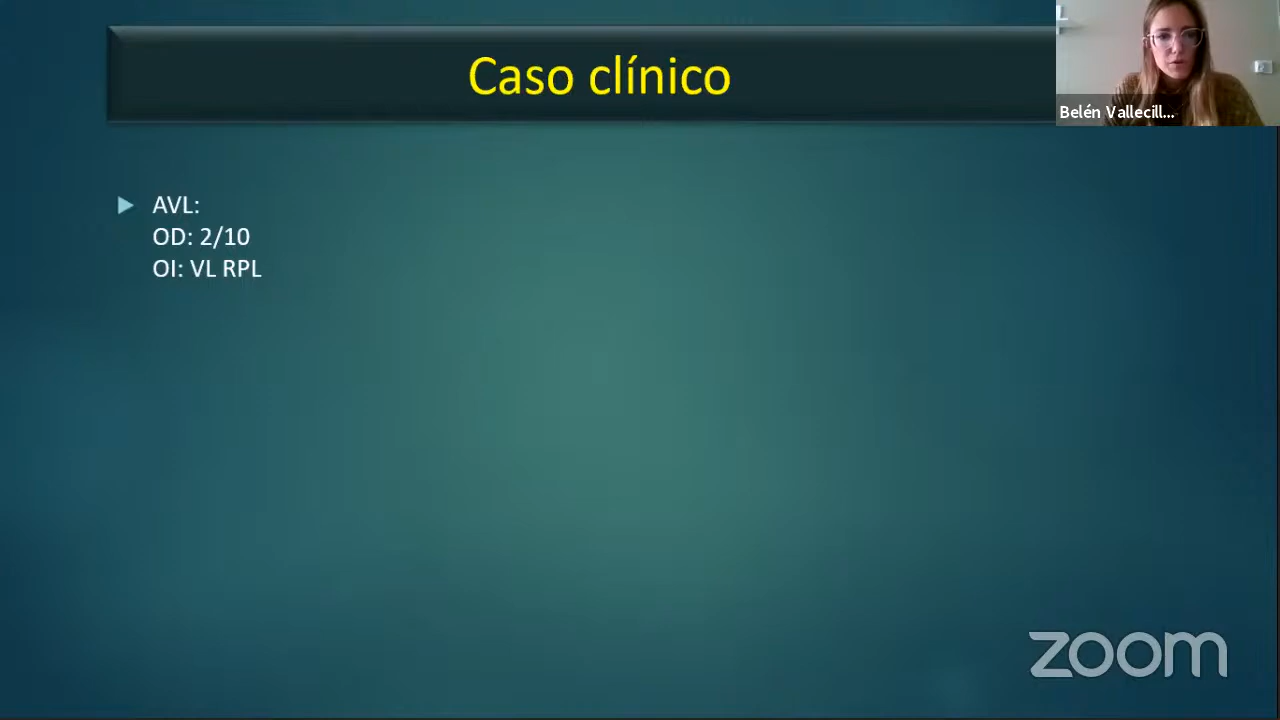 Caso clínico
Belén Vallecill...
AVL:
OD: 2/10
OI: VL RPL
zoom